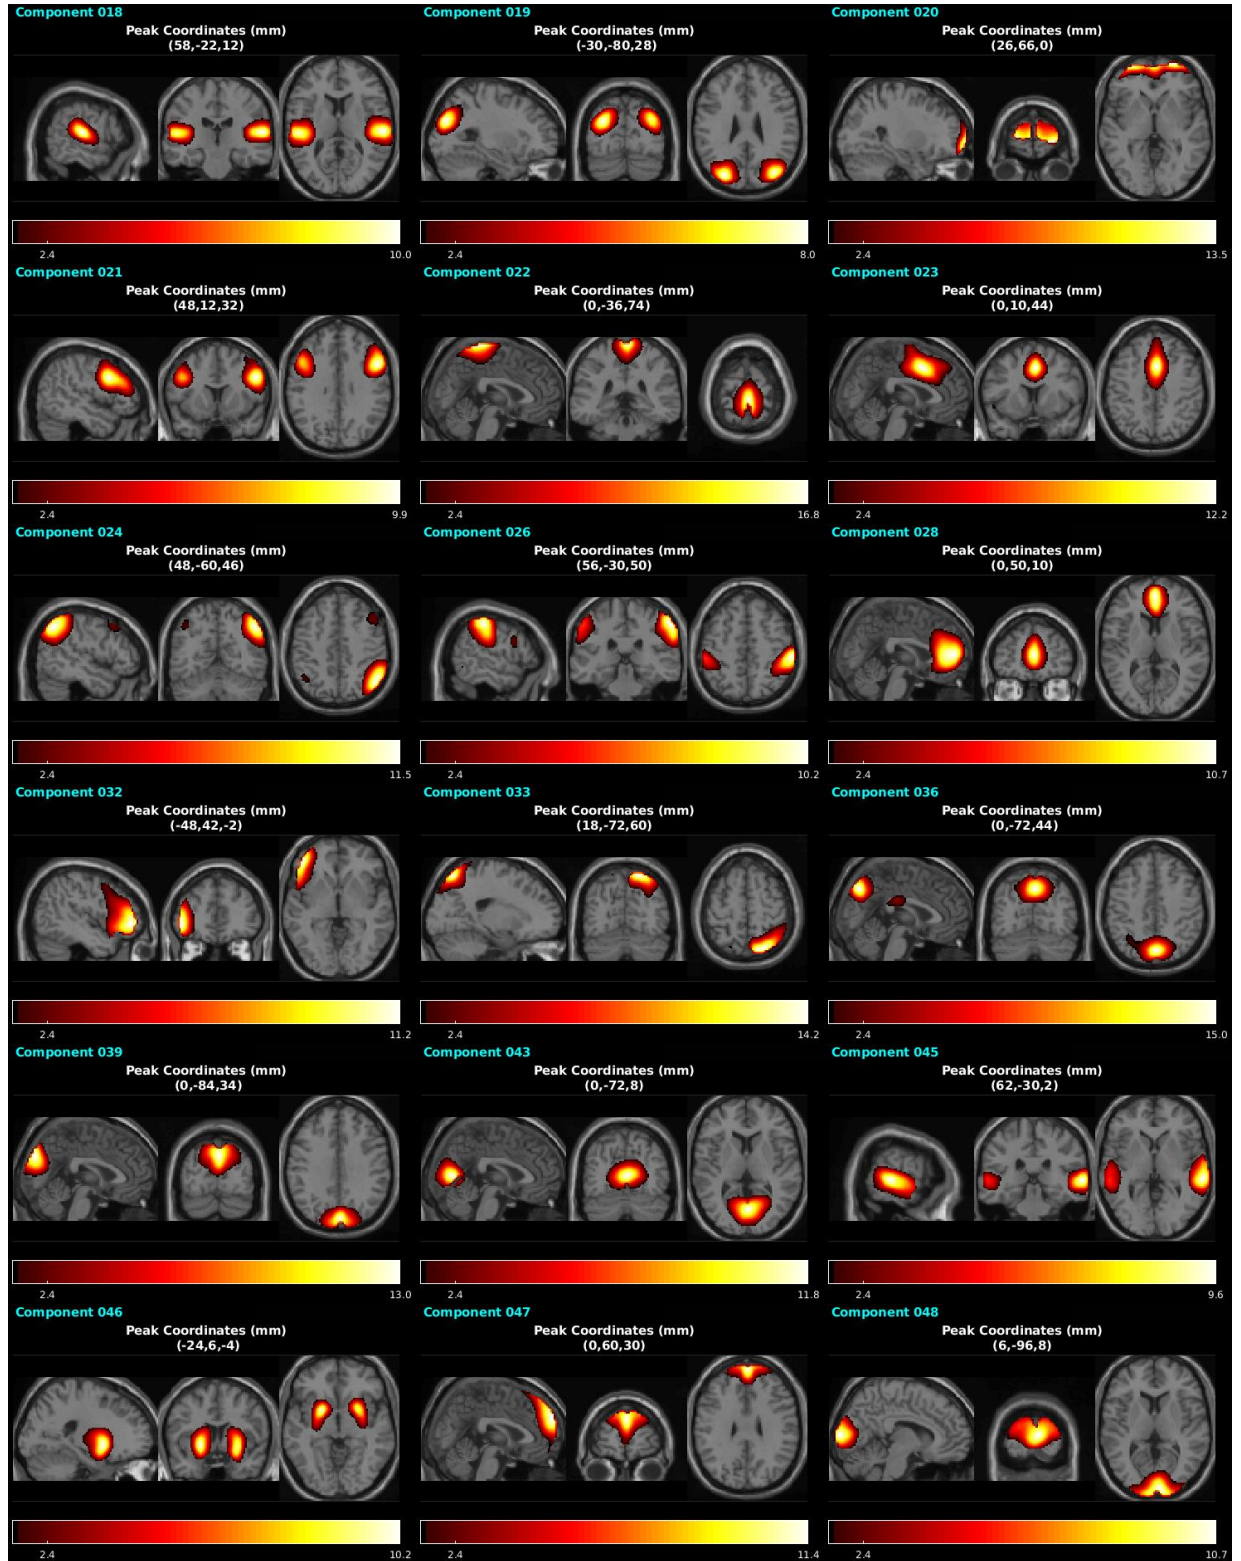 Component 018
Peak Coordinates (mm)
(58,-22,12)
2.4 10.0
Component 019
Peak Coordinates (mm)
(-30,-80,28)
2.4 8.0
Component 020
Peak Coordinates (mm)
(26,66,0)
2.4 13.5
Component 021
Peak Coordinates (mm)
(48,12,32)
2.4 9.9
Component 022
Peak Coordinates (mm)
(0,-36,74)
2.4 16.8
Component 023
Peak Coordinates (mm)
(0,10,44)
2.4 12.2
Component 024
Peak Coordinates (mm)
(48,-60,46)
2.4 11.5
Component 026
Peak Coordinates (mm)
(56,-30,50)
2.4 10.2
Component 028
Peak Coordinates (mm)
(0,50,10)
2.4 10.7
Component 032
Peak Coordinates (mm)
(-48,42,-2)
2.4 11.2
Component 033
Peak Coordinates (mm)
(18,-72,60)
2.4 14.2
Component 036
Peak Coordinates (mm)
(0,-72,44)
2.4 15.0
Component 039
Peak Coordinates (mm)
(0,-84,34)
2.4 13.0
Component 043
Peak Coordinates (mm)
(0,-72,8)
2.4 11.8
Component 045
Peak Coordinates (mm)
(62,-30,2)
2.4 9.6
Component 046
Peak Coordinates (mm)
(-24,6,-4)
2.4 10.2
Component 047
Peak Coordinates (mm)
(0,60,30)
2.4 11.4
Component 048
Peak Coordinates (mm)
(6,-96,8)
2.4 10.7